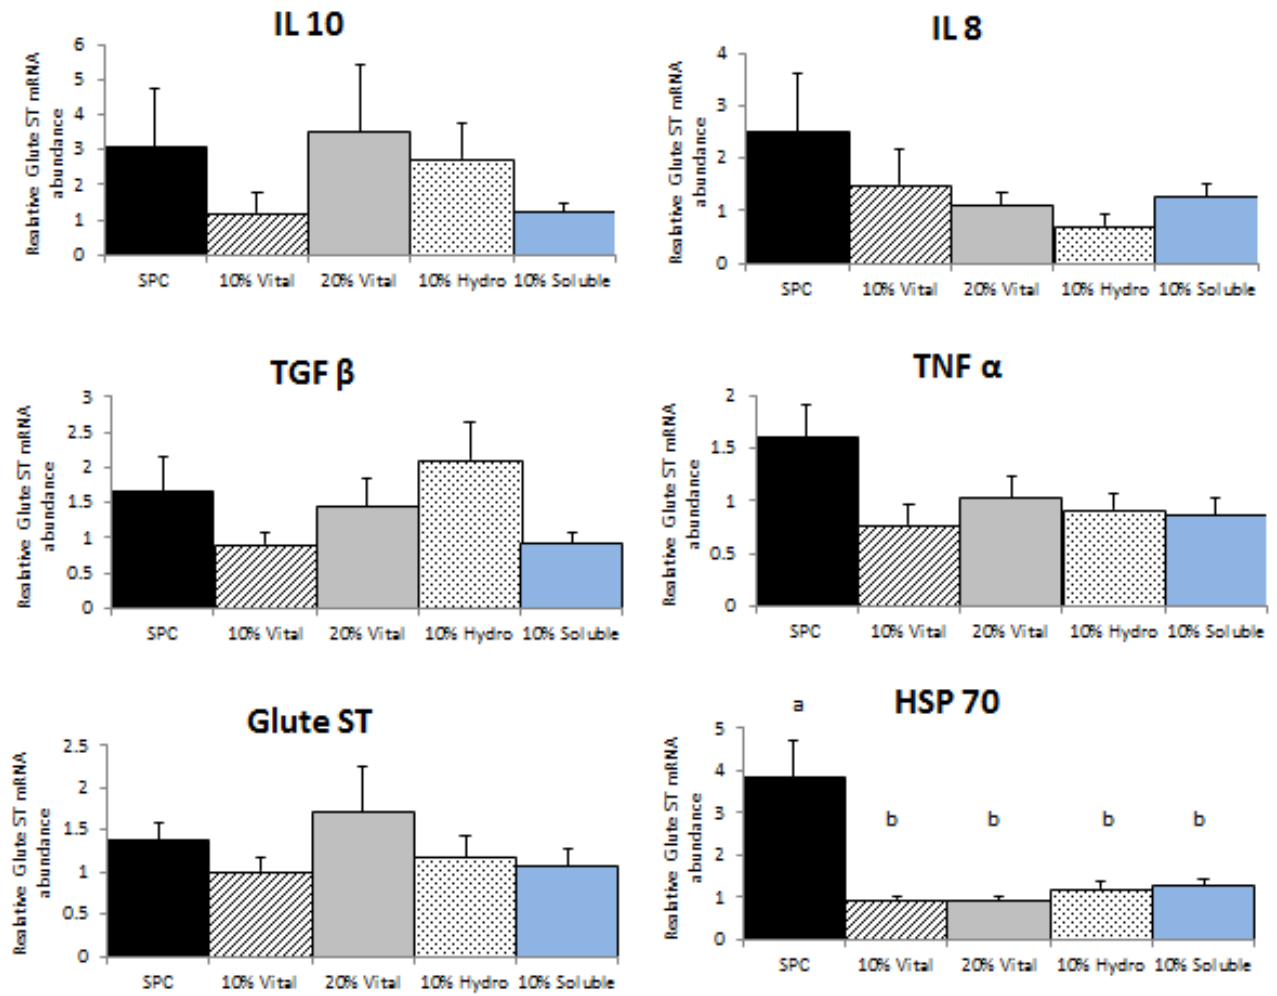 IL 10
Realative Glute ST mRNA
abundance
6
5
4
3
2
1
0
SPC 10% Vital 20% Vital 10% Hydro 10% Soluble
IL 8
Realative Glute ST mRNA
abundance
4
3
2
1
0
SPC 10% Vital 20% Vital 10% Hydro 10% Soluble
TGF β
Realative Glute ST mRNA
abundance
3
2.5
2
1.5
1
0.5
0
SPC 10% Vital 20% Vital 10% Hydro 10% Soluble
TNF α
Realative Glute ST mRNA
abundance
2
1.5
1
0.5
0
SPC 10% Vital 20% Vital 10% Hydro 10% Soluble
Glute ST
Realative Glute ST mRNA
abundance
2.5
2
1.5
1
0.5
0
SPC 10% Vital 20% Vital 10% Hydro 10% Soluble
HSP 70
Realative Glute ST mRNA
abundance
5
4
3
2
1
0
a
b b b b
SPC 10% Vital 20% Vital 10% Hydro 10% Soluble